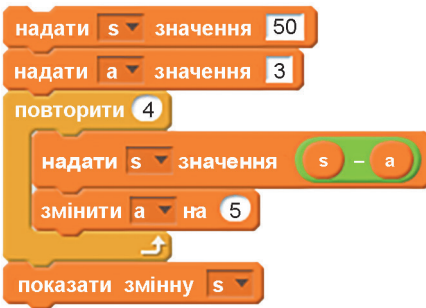 надати s значення 50
надати a значення 3
повторити 4
надати s значення s – a
змінити a на 5
показати змінну s